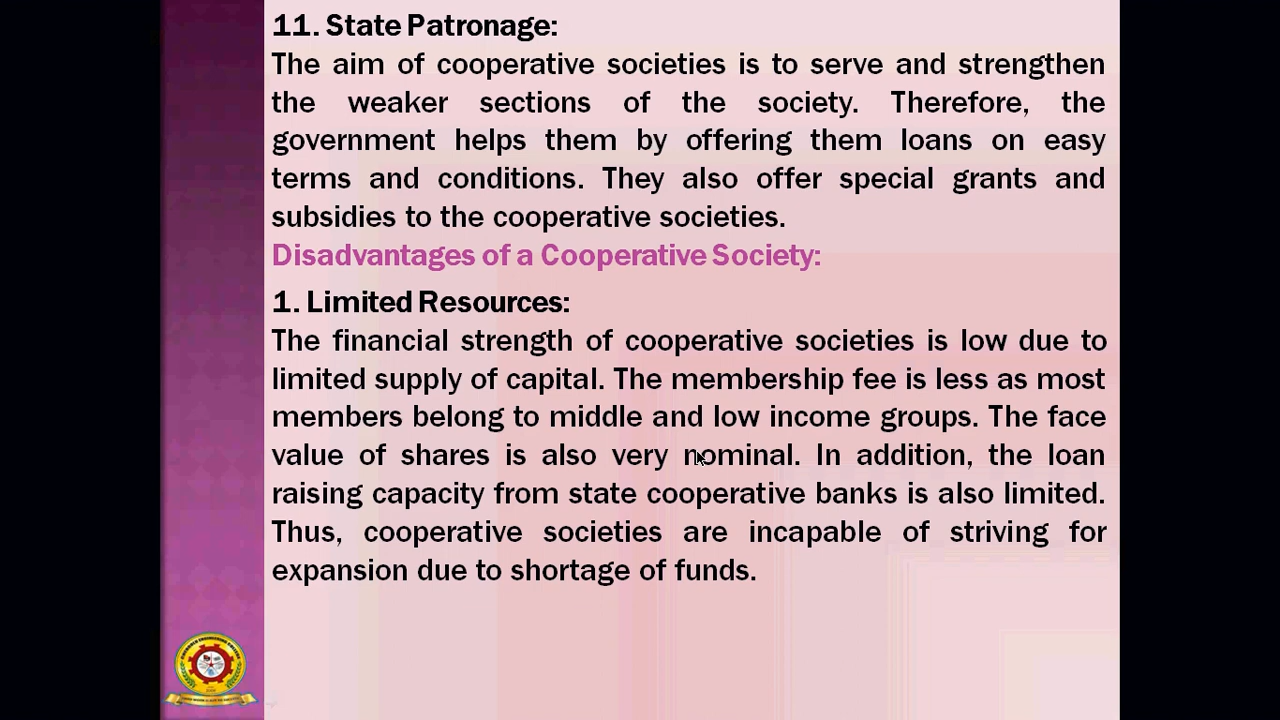 11. State Patronage:
The aim of cooperative societies is to serve and strengthen
the weaker sections of the society. Therefore, the
government helps them by offering them loans on easy
terms and conditions. They also offer special grants and
subsidies to the cooperative societies.
Disadvantages of a Cooperative Society:
1. Limited Resources:
The financial strength of cooperative societies is low due to
limited supply of capital. The membership fee is less as most
members belong to middle and low income groups. The face
value of shares is also very nominal. In addition, the loan
raising capacity from state cooperative banks is also limited.
Thus, cooperative societies are incapable of striving for
expansion due to shortage of funds.